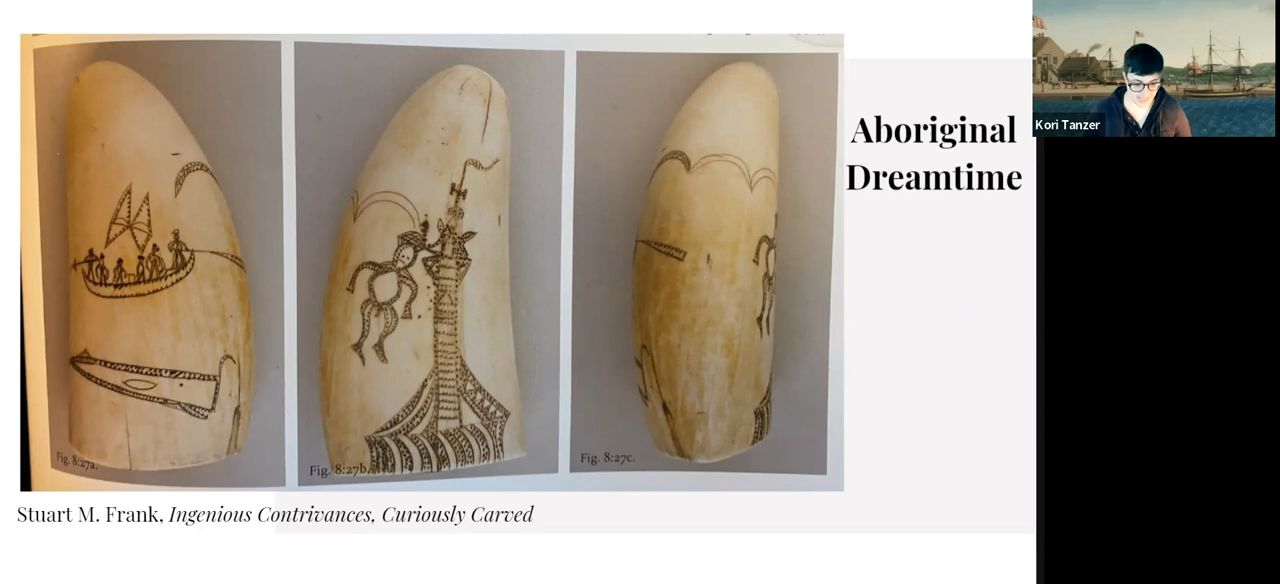 Aboriginal
Dreamtime
Kori Tanzer
Fig. 8:27a.
Fig. 8:27b.
Fig. 8:27c.
Stuart M. Frank, Ingenious Contrivances, Curiously Carved